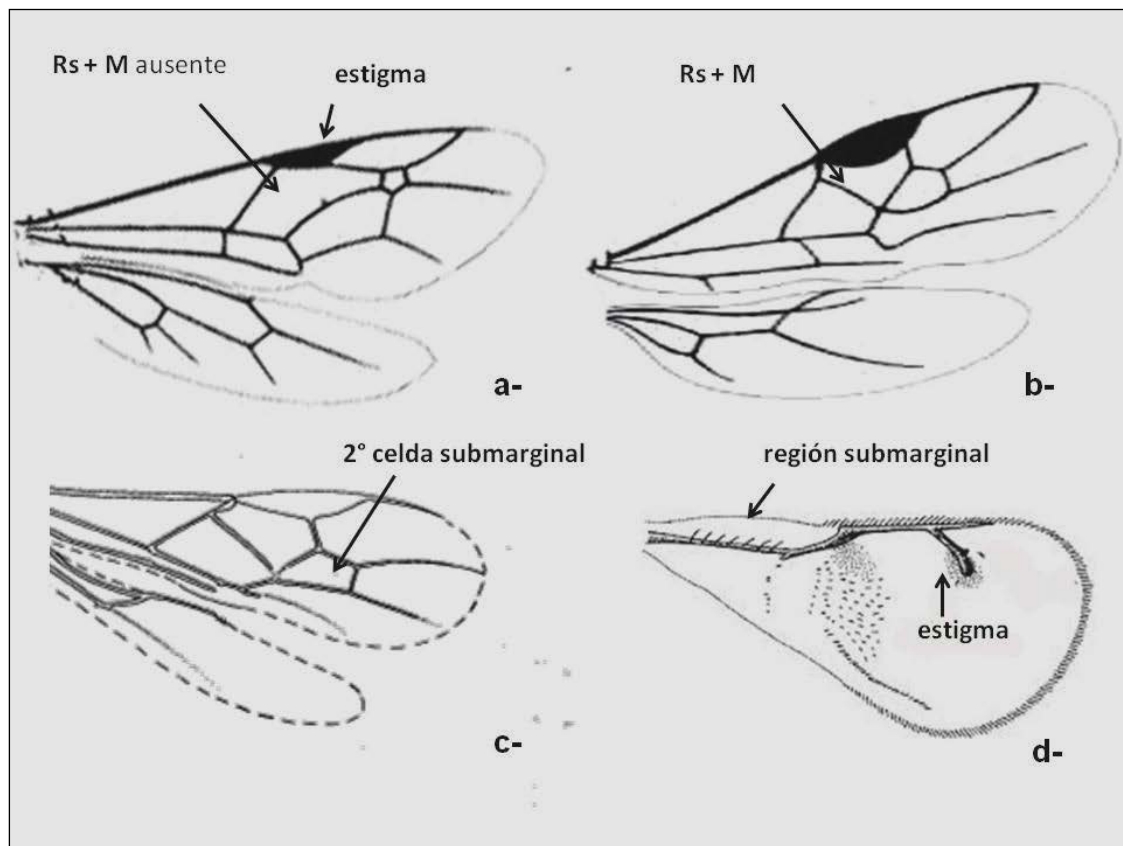 Rs + M ausente
estigma
Rs + M
a-
b-
2° celda submarginal
región submarginal
estigma
c-
d-